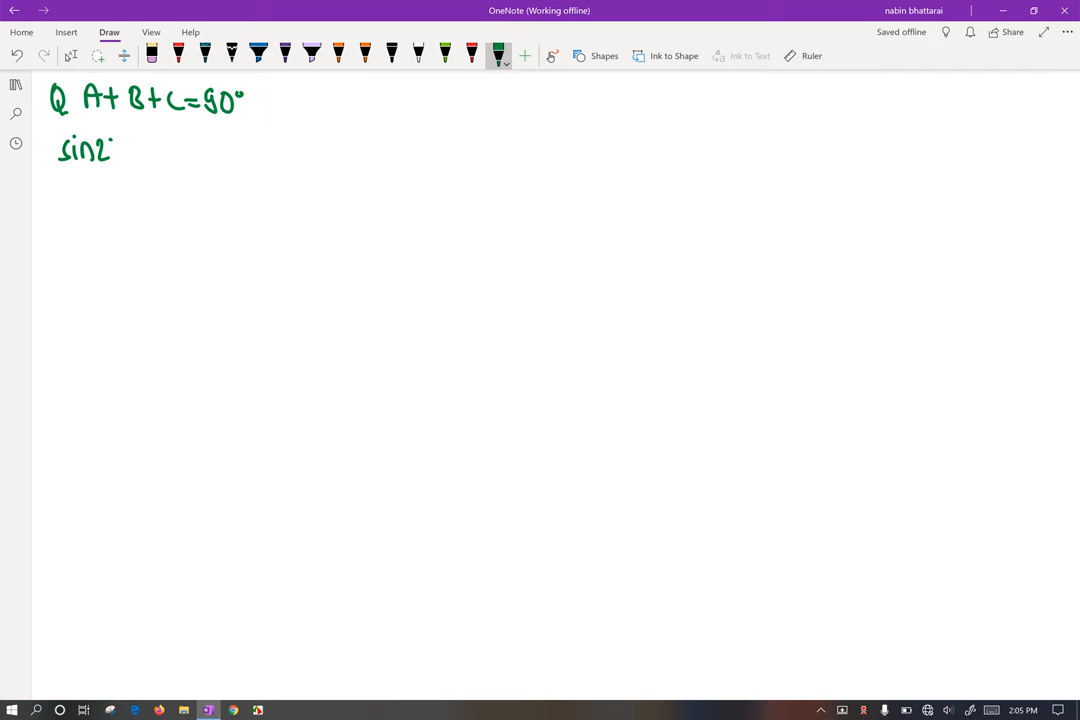 OneNote (Working offline)
nabin bhattarai
Home Insert Draw View Help
Saved offline
Share
Shapes
Ink to Shape
Ink to Text
Ruler
Q A+B+C=90°
sin2
2:05 PM